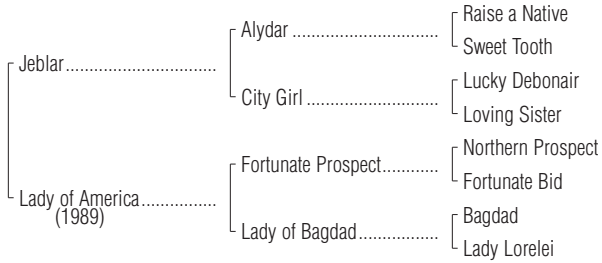 Raise a Native
Alydar ......................................
Sweet Tooth
Jeblar.......................................
Lucky Debonair
City Girl ..................................
Loving Sister
Northern Prospect
Fortunate Prospect..............
Fortunate Bid
Lady of America...................
(1989)
Bagdad
Lady of Bagdad....................
Lady Lorelei